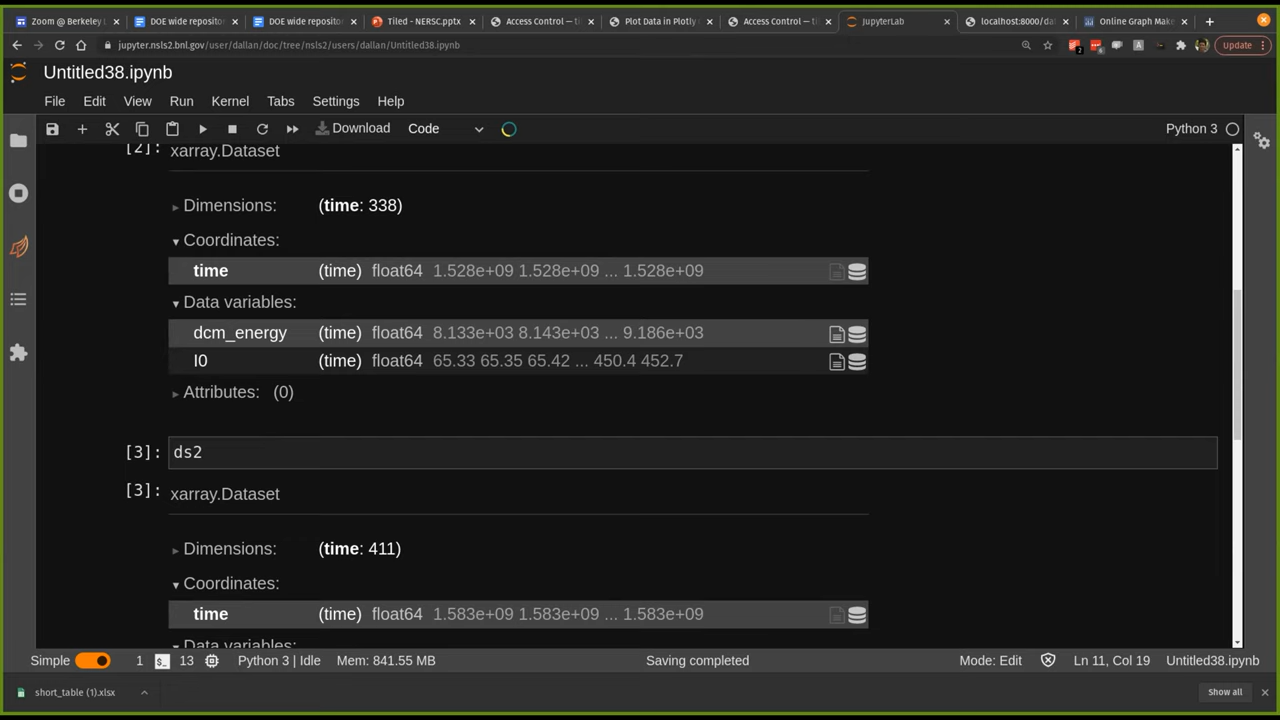 Zoom @ Berkeley L
DOE wide reposito
DOE wide reposito
Tiled - NERSC.pptx
Access Control — ti
Plot Data in Plotly
Access Control — ti
JupyterLab
localhost:8000/da
Online Graph Make
jupyter.nsls2.bnl.gov/user/dallan/doc/tree/nsls2/users/dallan/Untitled38.ipynb
Update
Untitled38.ipynb
File Edit View Run Kernel Tabs Settings Help
Download Code Python 3
[2]: xarray.Dataset
Dimensions: (time: 338)
Coordinates:
time (time) float64 1.528e+09 1.528e+09 ... 1.528e+09
Data variables:
dcm_energy (time) float64 8.133e+03 8.143e+03 ... 9.186e+03
I0 (time) float64 65.33 65.35 65.42 ... 450.4 452.7
Attributes: (0)
[3]: ds2
[3]: xarray.Dataset
Dimensions: (time: 411)
Coordinates:
time (time) float64 1.583e+09 1.583e+09 ... 1.583e+09
Data variables:
Simple 1 $_ 13 Python 3 | Idle Mem: 841.55 MB Saving completed Mode: Edit Ln 11, Col 19 Untitled38.ipynb
short_table (1).xlsx Show all